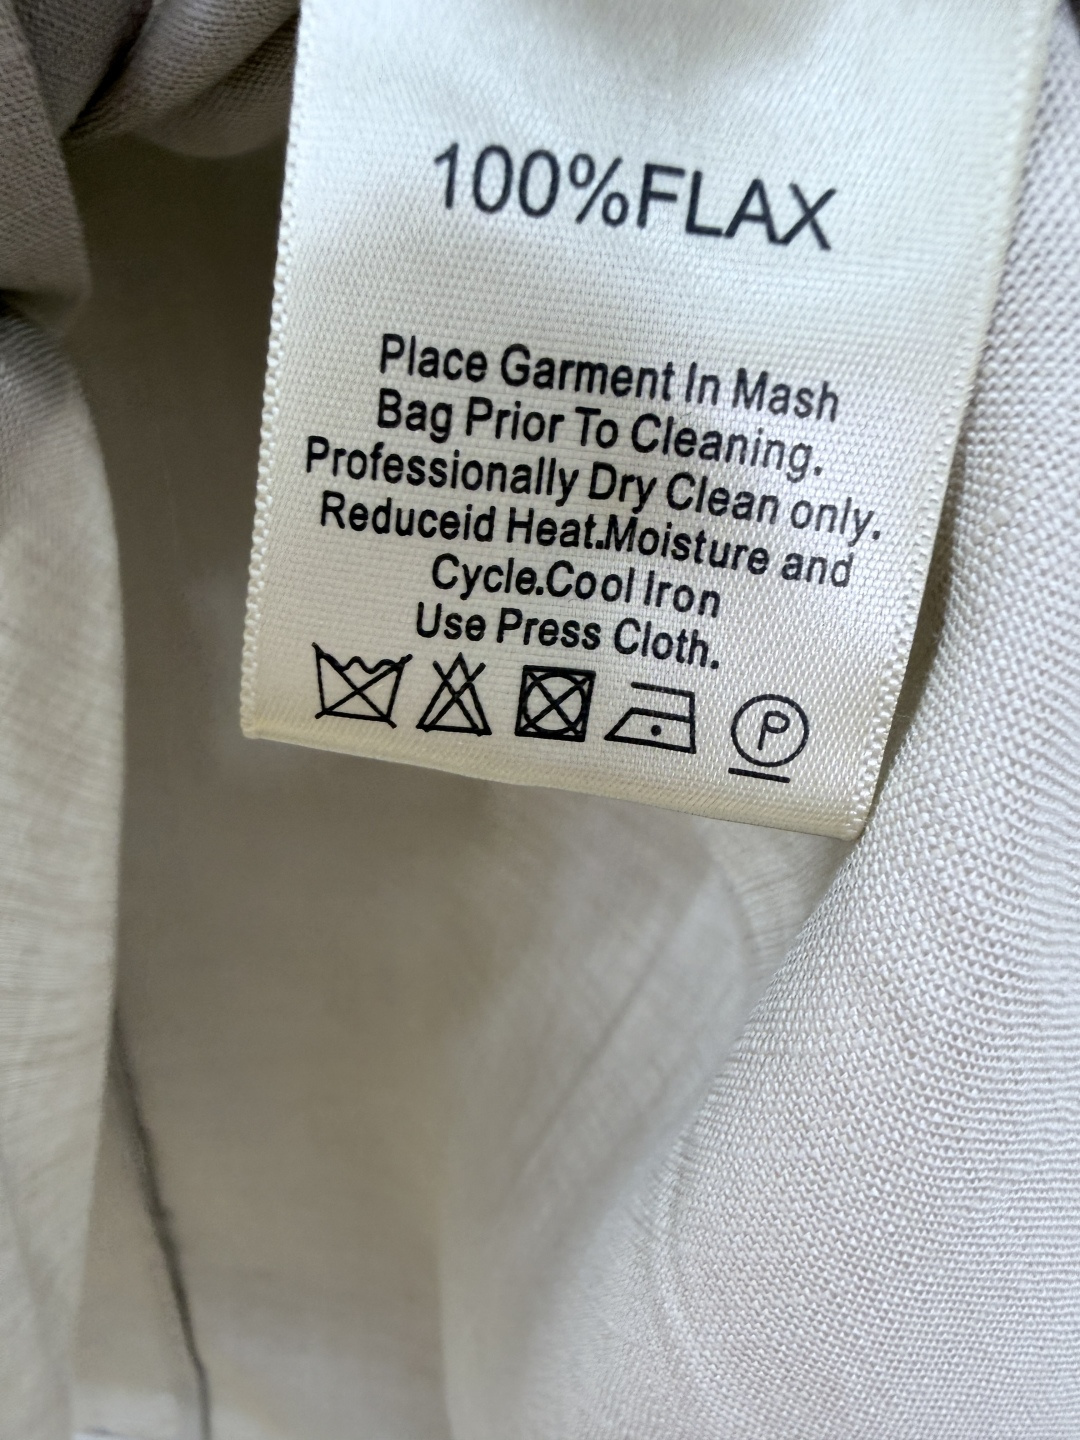 100%FLAX
Place Garment In Mash
Bag Prior To Cleaning.
Professionally Dry Clean only.
Reduceid Heat.Moisture and
Cycle.Cool Iron
Use Press Cloth.
P